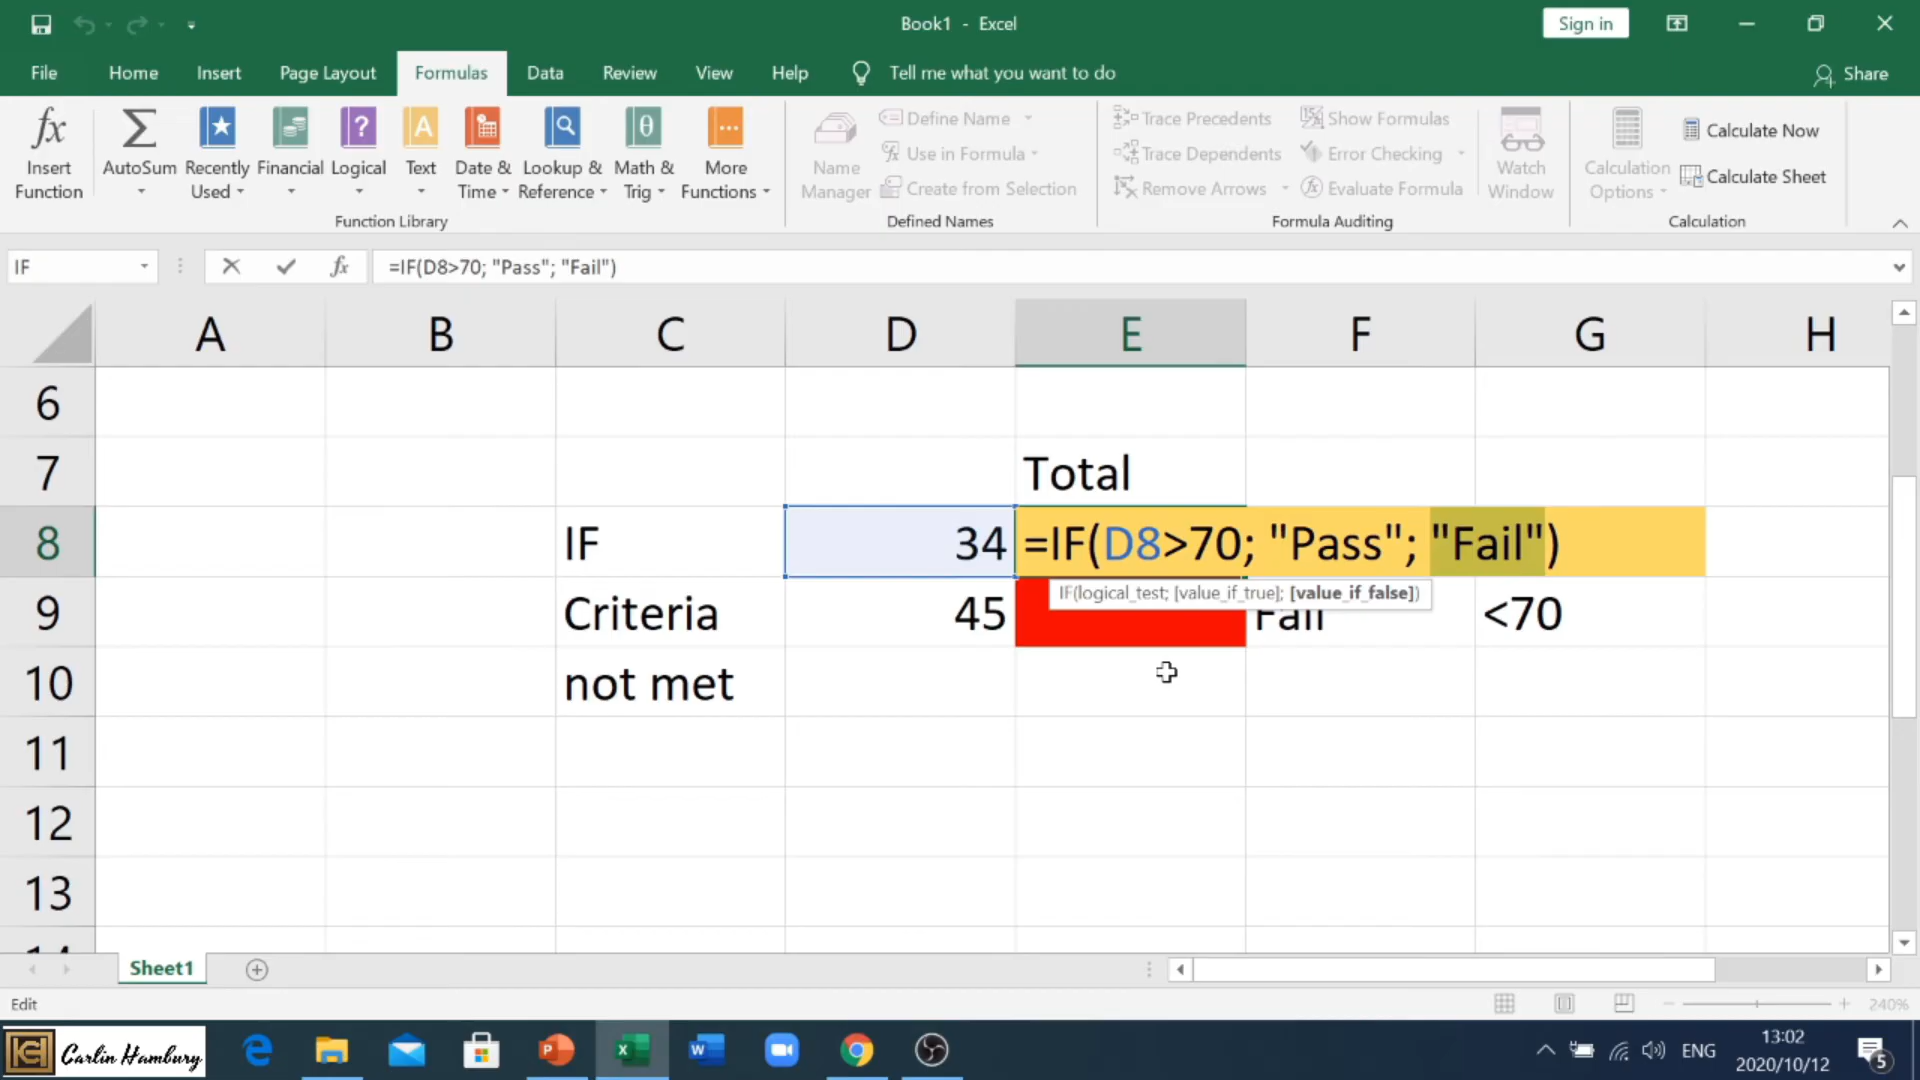 Book1 - Excel
Sign in
File Home Insert Page Layout Formulas Data Review View Help Tell me what you want to do Share
fx Σ ? A θ
Insert Function
AutoSum
Recently Used
Financial
Logical
Text
Date & Time
Lookup & Reference
Math & Trig
More Functions
Function Library
Name Manager
Define Name
Use in Formula
Create from Selection
Defined Names
Trace Precedents
Trace Dependents
Remove Arrows
Show Formulas
Error Checking
Evaluate Formula
Formula Auditing
Watch Window
Calculation Options
Calculate Now
Calculate Sheet
Calculation
IF fx =IF(D8>70; "Pass"; "Fail")
A B C D E F G H
6
7 Total
8 IF 34 =IF(D8>70; "Pass"; "Fail")
IF(logical_test; [value_if_true]; [value_if_false])
9 Criteria 45 Fail <70
10 not met
11
12
13
14
Sheet1
Edit 240%
Carlin Hambury
ENG
13:02
2020/10/12
5